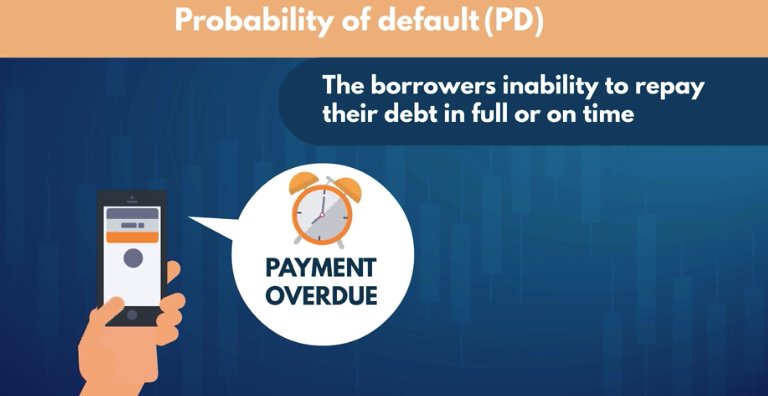 Probability of default (PD)
The borrowers inability to repay
their debt in full or on time
PAYMENT
OVERDUE